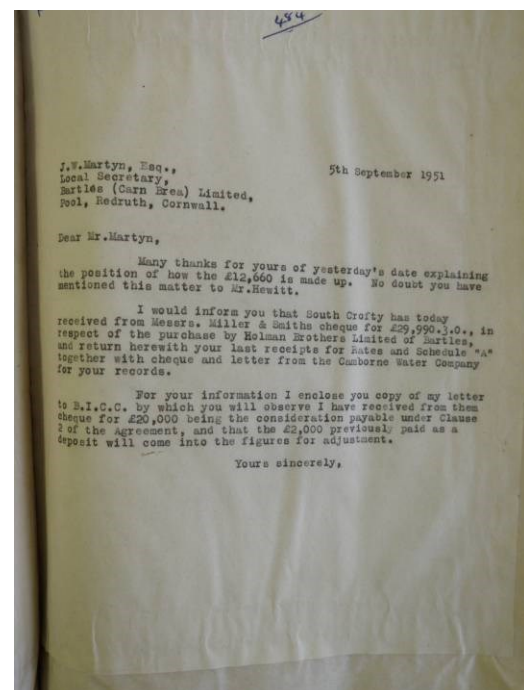 484
J.W.Martyn, Esq.,
5th September 1951
Local Secretary,
Bartles (Carn Brea) Limited,
Pool, Redruth, Cornwall.
Dear Mr.Martyn,
Many thanks for yours of yesterday's date explaining
the position of how the £12,660 is made up. No doubt you have
mentioned this matter to Mr.Hewitt.
I would inform you that South Crofty has today
received from Messrs. Miller & Smiths cheque for £29,990.3.0., in
respect of the purchase by Holman Brothers Limited of Bartles,
and return herewith your last receipts for Rates and Schedule "A"
together with cheque and letter from the Camborne Water Company
for your records.
For your information I enclose you copy of my letter
to B.I.C.C. by which you will observe I have received from them
cheque for £20,000 being the consideration payable under Clause
2 of the Agreement, and that the £2,000 previously paid as a
deposit will come into the figures for adjustment.
Yours sincerely,